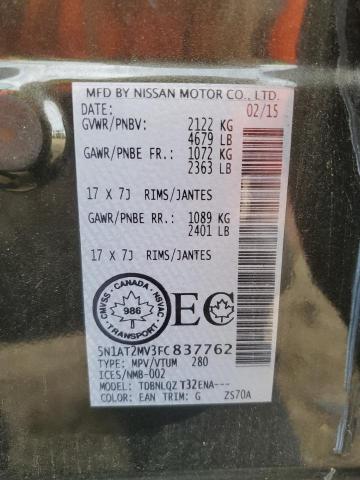 MFD BY NISSAN MOTOR CO., LTD.
DATE: 02/15
GVWR/PNBV: 2122 KG
4679 LB
GAWR/PNBE FR.: 1072 KG
2363 LB
17 X 7J RIMS/JANTES
GAWR/PNBE RR.: 1089 KG
2401 LB
17 X 7J RIMS/JANTES
CMVSS · CANADA · NSVAC
986
TRANSPORT
EC
5N1AT2MV3FC837762
TYPE: MPV/VTUM 280
ICES/NMB-002
MODEL: TDBNLQZ T32ENA---
COLOR: EAN TRIM: G ZS70A